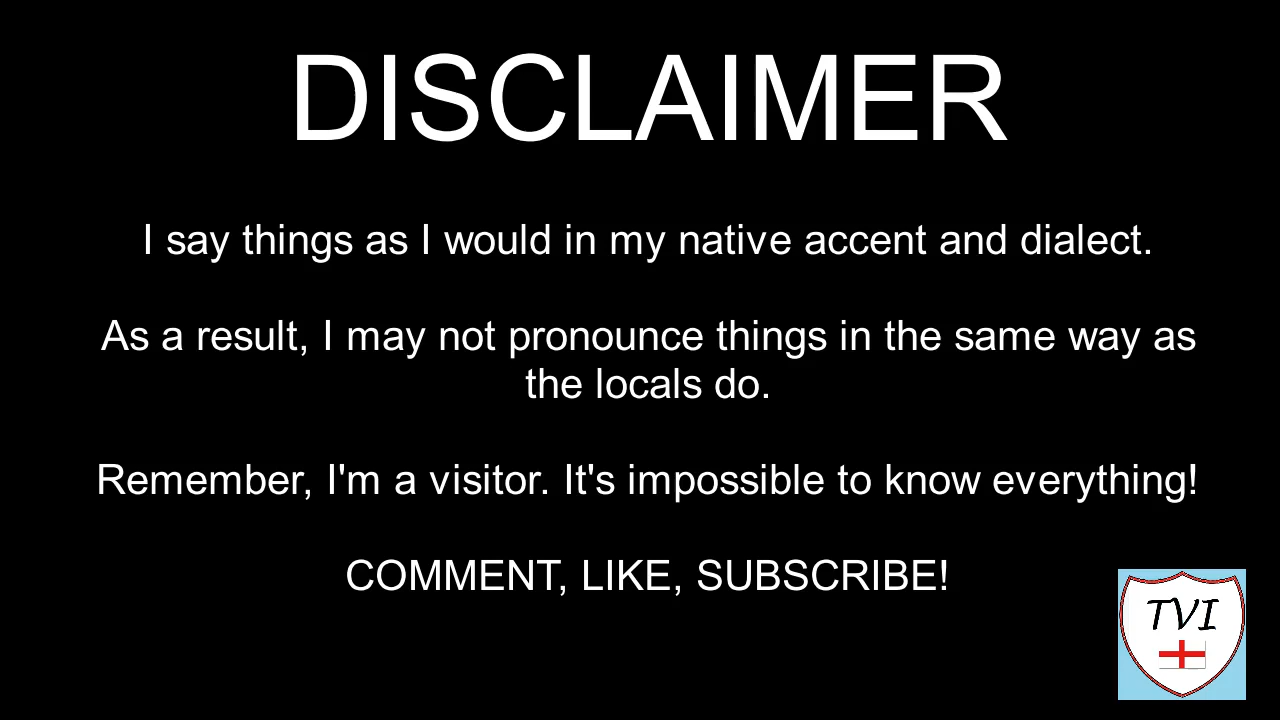 DISCLAIMER
I say things as I would in my native accent and dialect.
As a result, I may not pronounce things in the same way as
the locals do.
Remember, I'm a visitor. It's impossible to know everything!
COMMENT, LIKE, SUBSCRIBE!
TVI